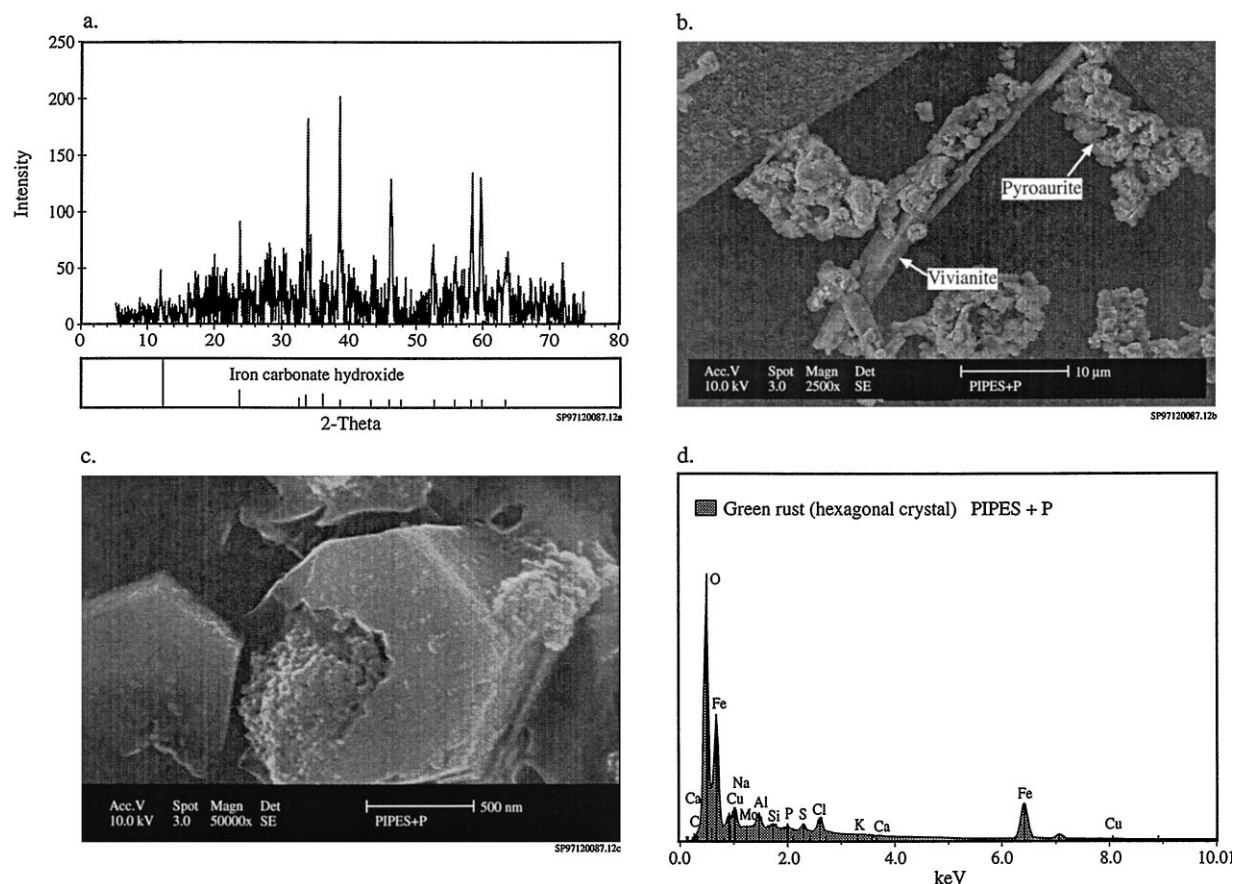 a.
250
200
150
100
50
0
Intensity
0 10 20 30 40 50 60 70 80
Iron carbonate hydroxide
2-Theta
SP97120087.12a
b.
Pyroaurite
Vivianite
Acc.V Spot Magn Det
10.0 kV 3.0 2500x SE PIPES+P 10 μm
SP97120087.12b
c.
Acc.V Spot Magn Det
10.0 kV 3.0 50000x SE PIPES+P 500 nm
SP97120087.12c
d.
Green rust (hexagonal crystal) PIPES + P
O
Fe
Ca
C
Na
Cu
Mo
Al
Si
P
S
Cl
K
Ca
Fe
Cu
0.0 2.0 4.0 6.0 8.0 10.01
keV